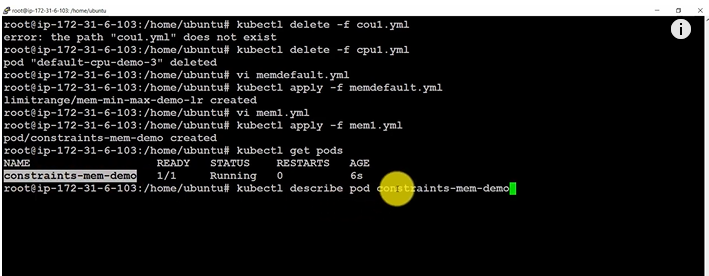 root@ip-172-31-6-103:/home/ubuntu
root@ip-172-31-6-103:/home/ubuntu# kubectl delete -f cou1.yml
error: the path "cou1.yml" does not exist
root@ip-172-31-6-103:/home/ubuntu# kubectl delete -f cpu1.yml
pod "default-cpu-demo-3" deleted
root@ip-172-31-6-103:/home/ubuntu# vi memdefault.yml
root@ip-172-31-6-103:/home/ubuntu# kubectl apply -f memdefault.yml
limitrange/mem-min-max-demo-lr created
root@ip-172-31-6-103:/home/ubuntu# vi mem1.yml
root@ip-172-31-6-103:/home/ubuntu# kubectl apply -f mem1.yml
pod/constraints-mem-demo created
root@ip-172-31-6-103:/home/ubuntu# kubectl get pods
NAME READY STATUS RESTARTS AGE
constraints-mem-demo 1/1 Running 0 6s
root@ip-172-31-6-103:/home/ubuntu# kubectl describe pod constraints-mem-demo